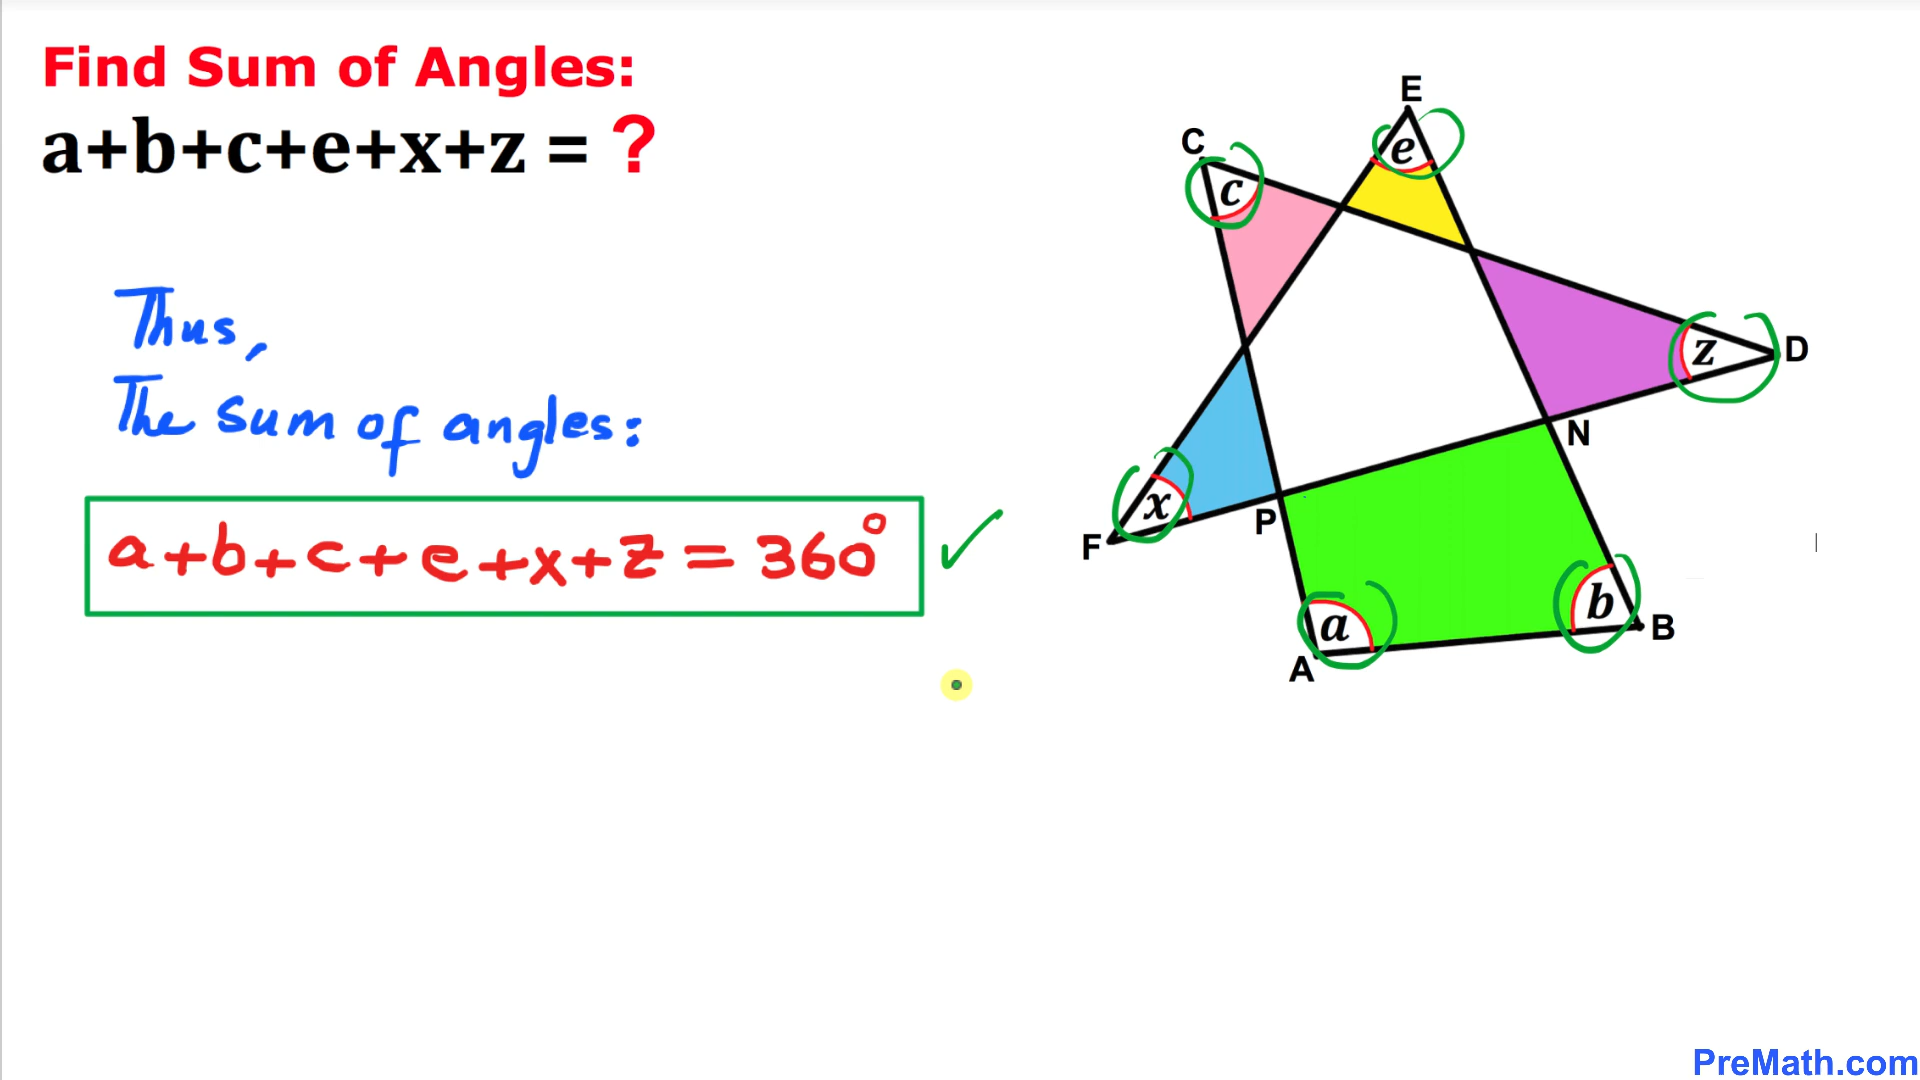 Find Sum of Angles:
a+b+c+e+x+z = ?
Thus,
The sum of angles:
a+b+c+e+x+z = 360°
E
C
e
c
D
z
N
x
P
F
a
b
B
A
PreMath.com